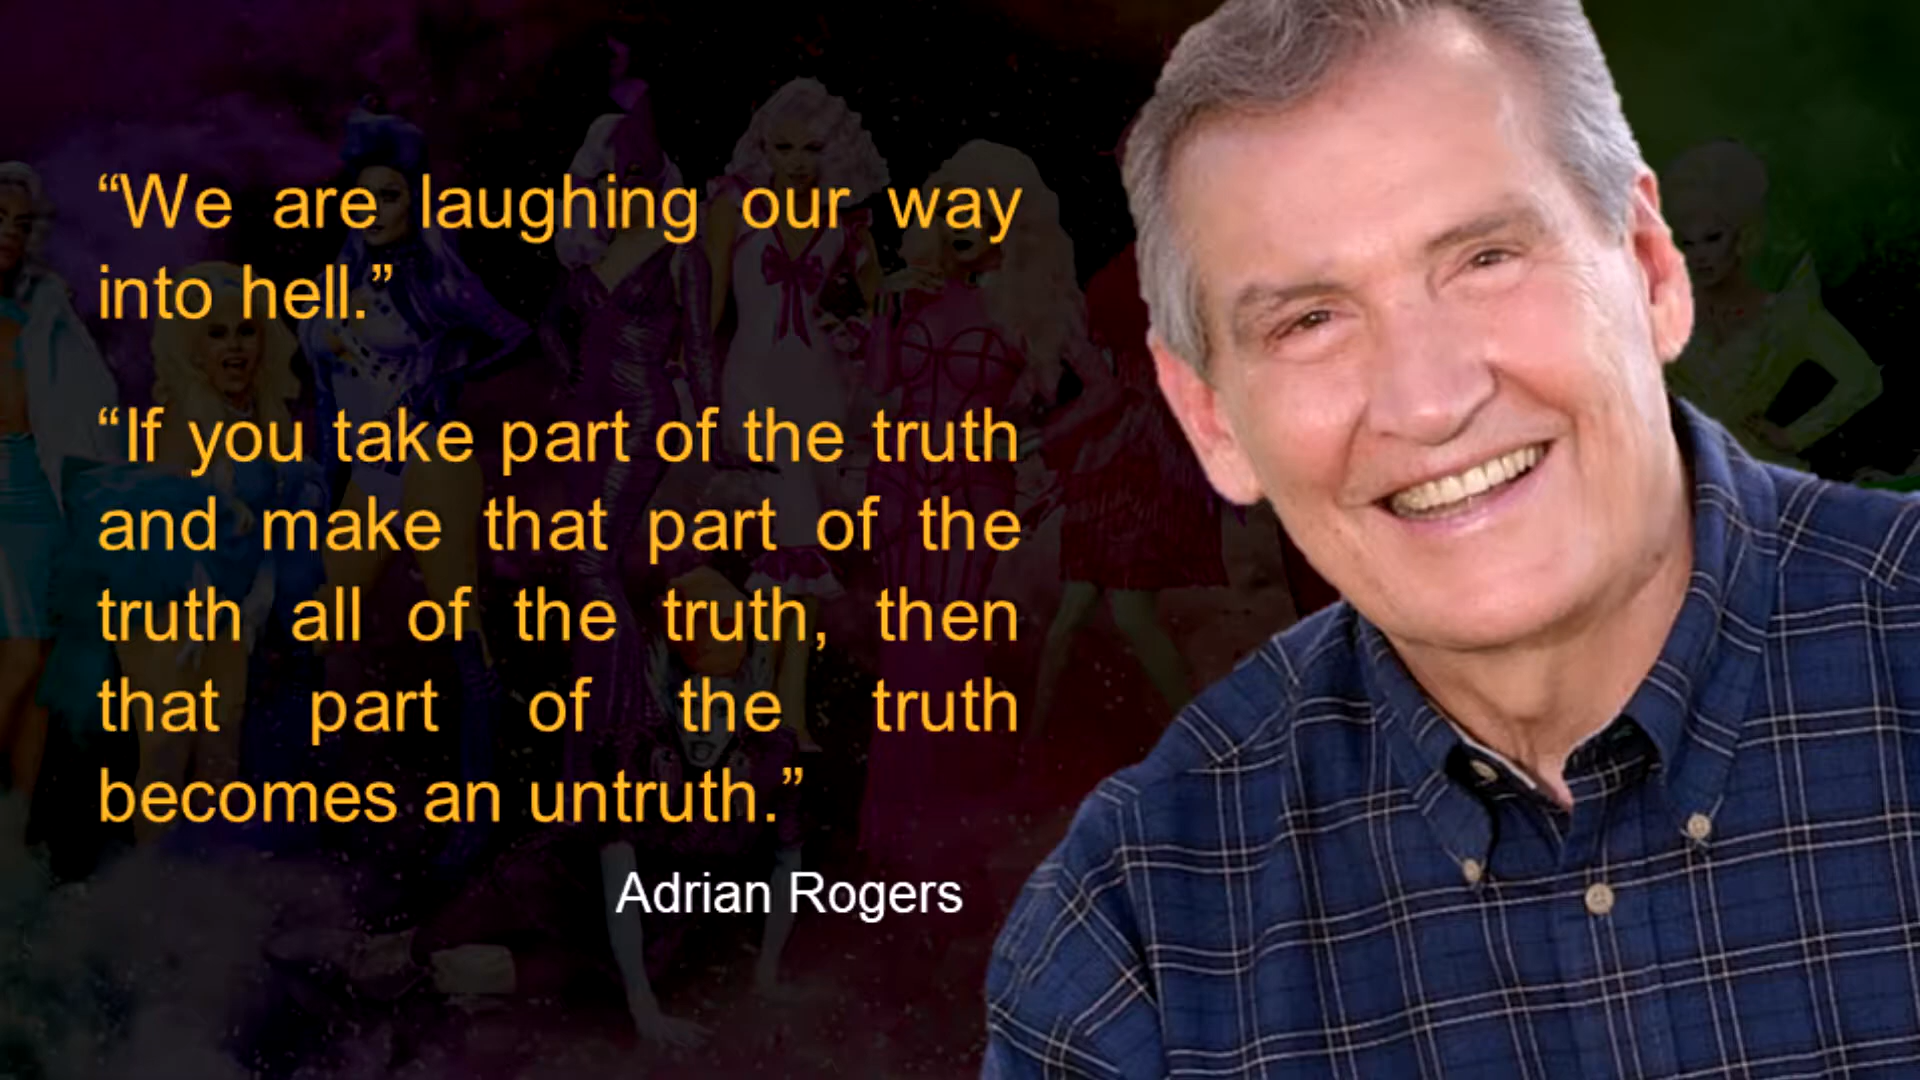 “We are laughing our way
into hell.”
“If you take part of the truth
and make that part of the
truth all of the truth, then
that part of the truth
becomes an untruth.”
Adrian Rogers